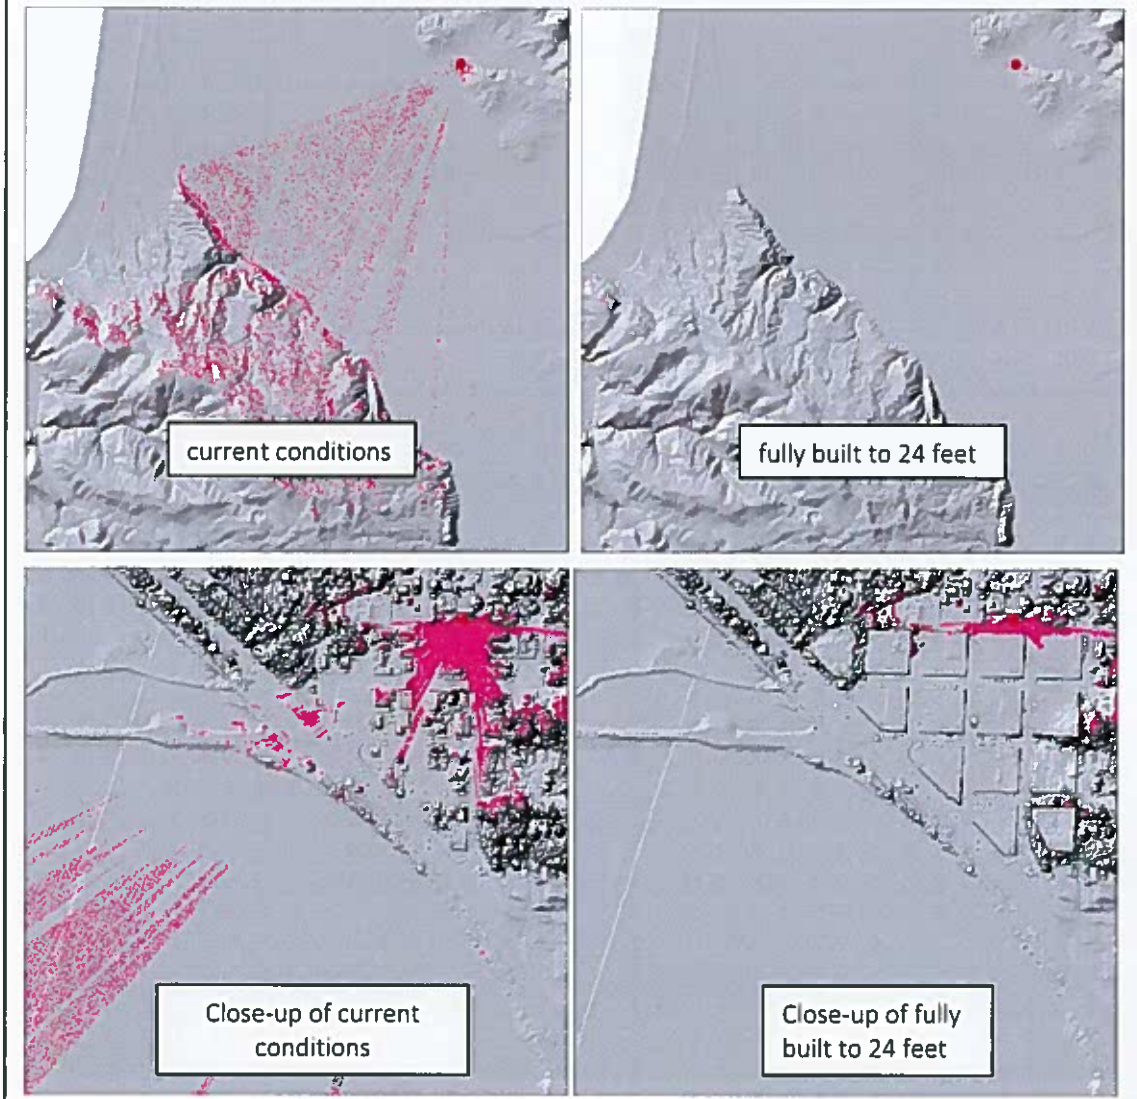 current conditions
fully built to 24 feet
Close-up of current
conditions
Close-up of fully
built to 24 feet